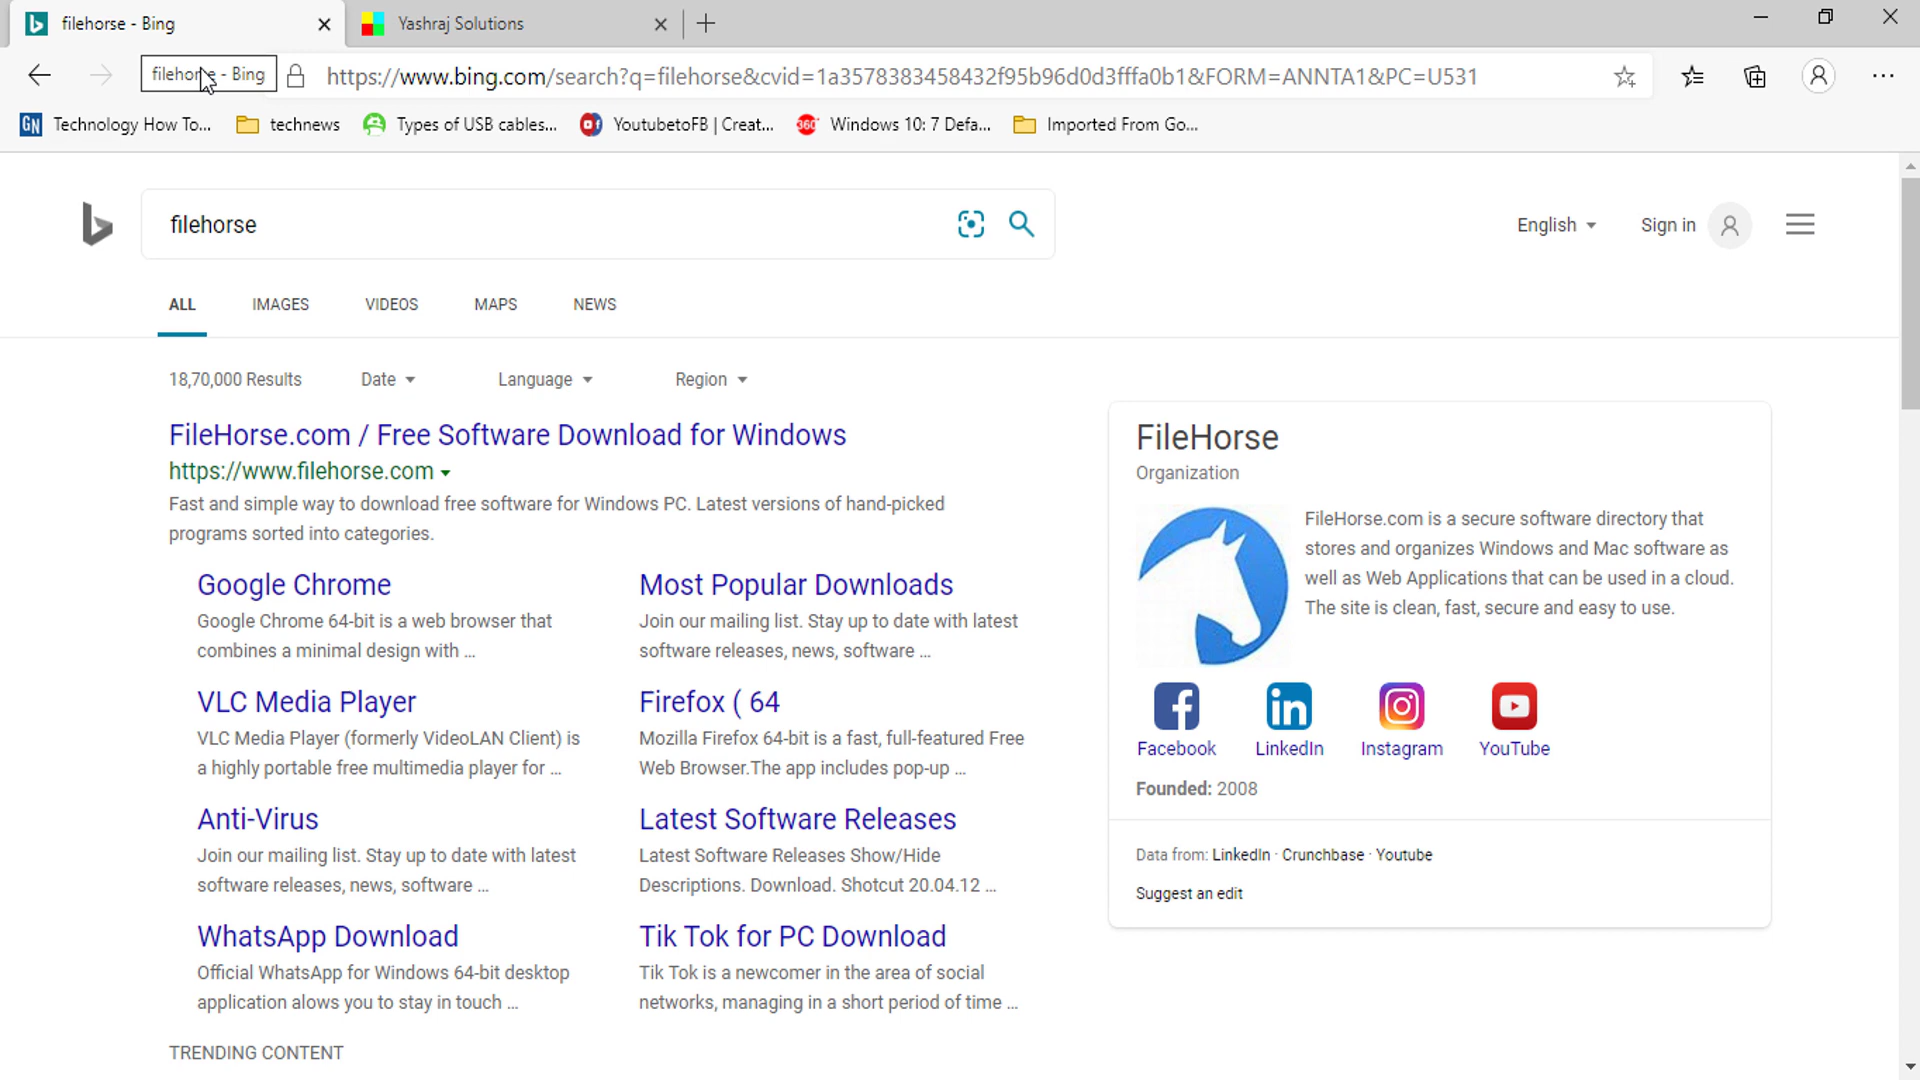 filehorse - Bing
Yashraj Solutions
filehorse - Bing
https://www.bing.com/search?q=filehorse&cvid=1a3578383458432f95b96d0d3fffa0b1&FORM=ANNTA1&PC=U531
GN Technology How To...
technews
Types of USB cables...
YoutubetoFB | Creat...
360 Windows 10: 7 Defa...
Imported From Go...
filehorse
English
Sign in
ALL
IMAGES
VIDEOS
MAPS
NEWS
18,70,000 Results
Date
Language
Region
FileHorse.com / Free Software Download for Windows
https://www.filehorse.com
Fast and simple way to download free software for Windows PC. Latest versions of hand-picked
programs sorted into categories.
Google Chrome
Google Chrome 64-bit is a web browser that
combines a minimal design with ...
Most Popular Downloads
Join our mailing list. Stay up to date with latest
software releases, news, software ...
VLC Media Player
VLC Media Player (formerly VideoLAN Client) is
a highly portable free multimedia player for ...
Firefox ( 64
Mozilla Firefox 64-bit is a fast, full-featured Free
Web Browser.The app includes pop-up ...
Anti-Virus
Join our mailing list. Stay up to date with latest
software releases, news, software ...
Latest Software Releases
Latest Software Releases Show/Hide
Descriptions. Download. Shotcut 20.04.12 ...
WhatsApp Download
Official WhatsApp for Windows 64-bit desktop
application allows you to stay in touch ...
Tik Tok for PC Download
Tik Tok is a newcomer in the area of social
networks, managing in a short period of time ...
TRENDING CONTENT
FileHorse
Organization
FileHorse.com is a secure software directory that
stores and organizes Windows and Mac software as
well as Web Applications that can be used in a cloud.
The site is clean, fast, secure and easy to use.
Facebook
LinkedIn
Instagram
YouTube
Founded: 2008
Data from: LinkedIn · Crunchbase · Youtube
Suggest an edit